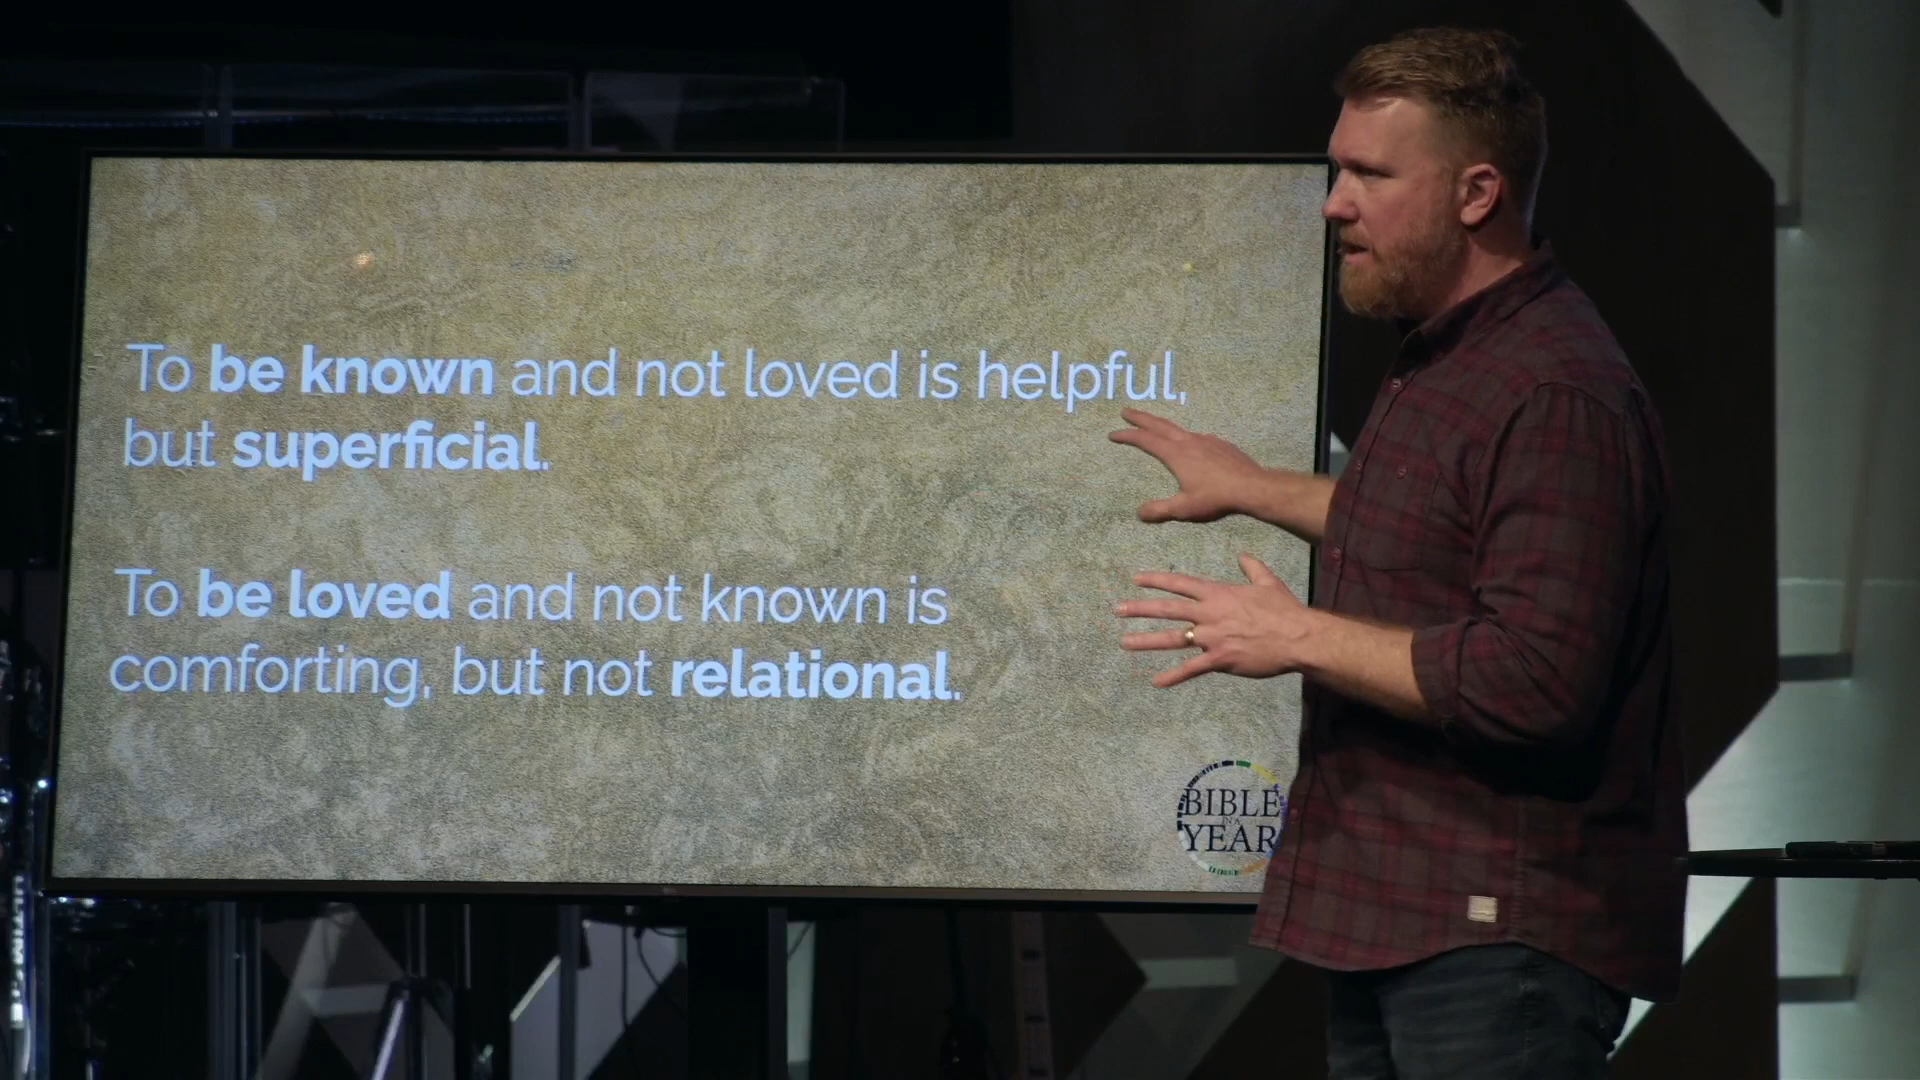 To be known and not loved is helpful,
but superficial.
To be loved and not known is
comforting, but not relational.
BIBLE
IN A
YEAR